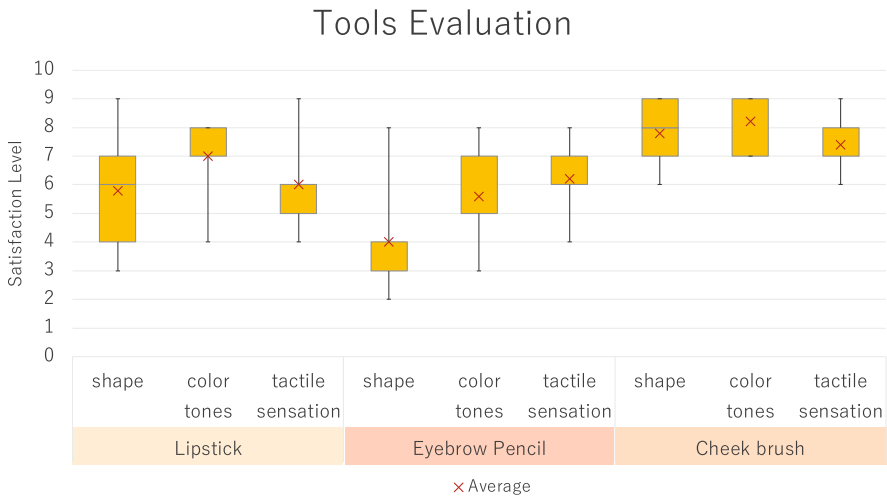 Tools Evaluation
Satisfaction Level
10
9
8
7
6
5
4
3
2
1
0
shape color tones tactile sensation shape color tones tactile sensation shape color tones tactile sensation
Lipstick Eyebrow Pencil Cheek brush
Average